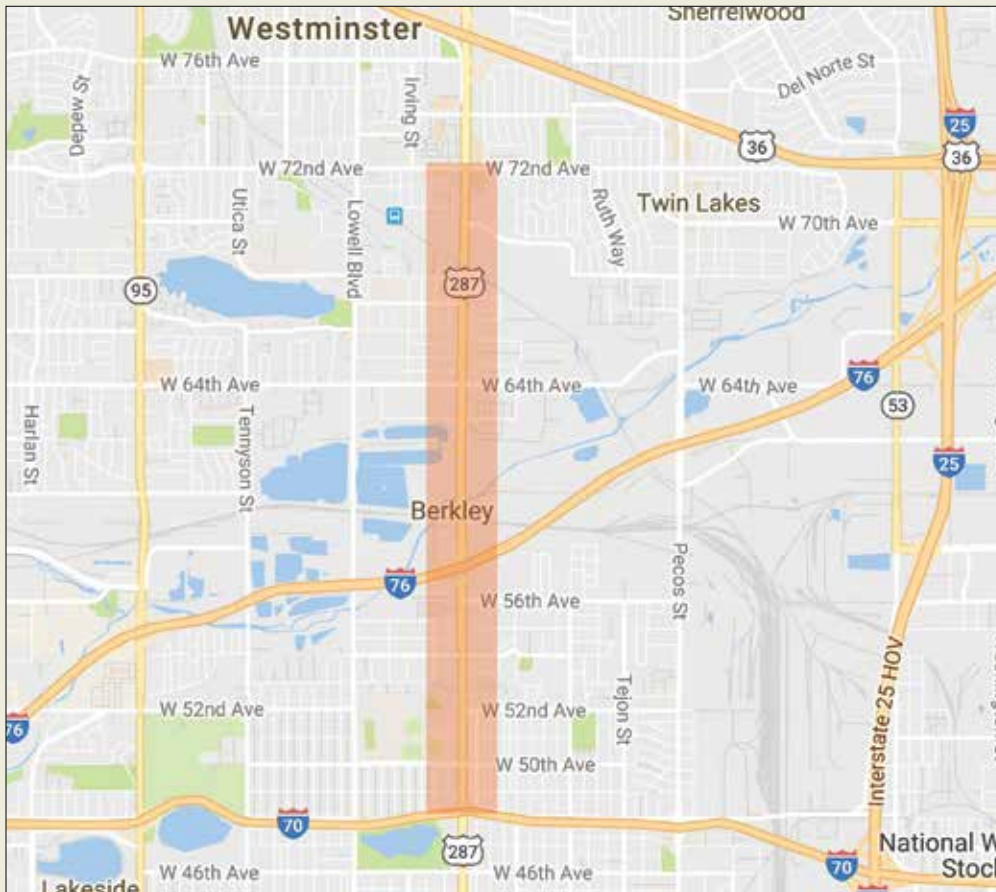 Westminster
Sherrelwood
W 76th Ave
Depew St
Irving St
Del Norte St
25
36
36
W 72nd Ave
W 72nd Ave
Utica St
Lowell Blvd
Ruth Way
Twin Lakes
W 70th Ave
95
287
W 64th Ave
W 64th Ave
W 64th Ave
76
53
Harlan St
Tennyson St
25
Berkley
76
Pecos St
W 56th Ave
Interstate 25 HOV
W 52nd Ave
W 52nd Ave
Tejon St
76
W 50th Ave
70
287
National W
Stoc
70
W 46th Ave
W 46th Ave
Lakeside